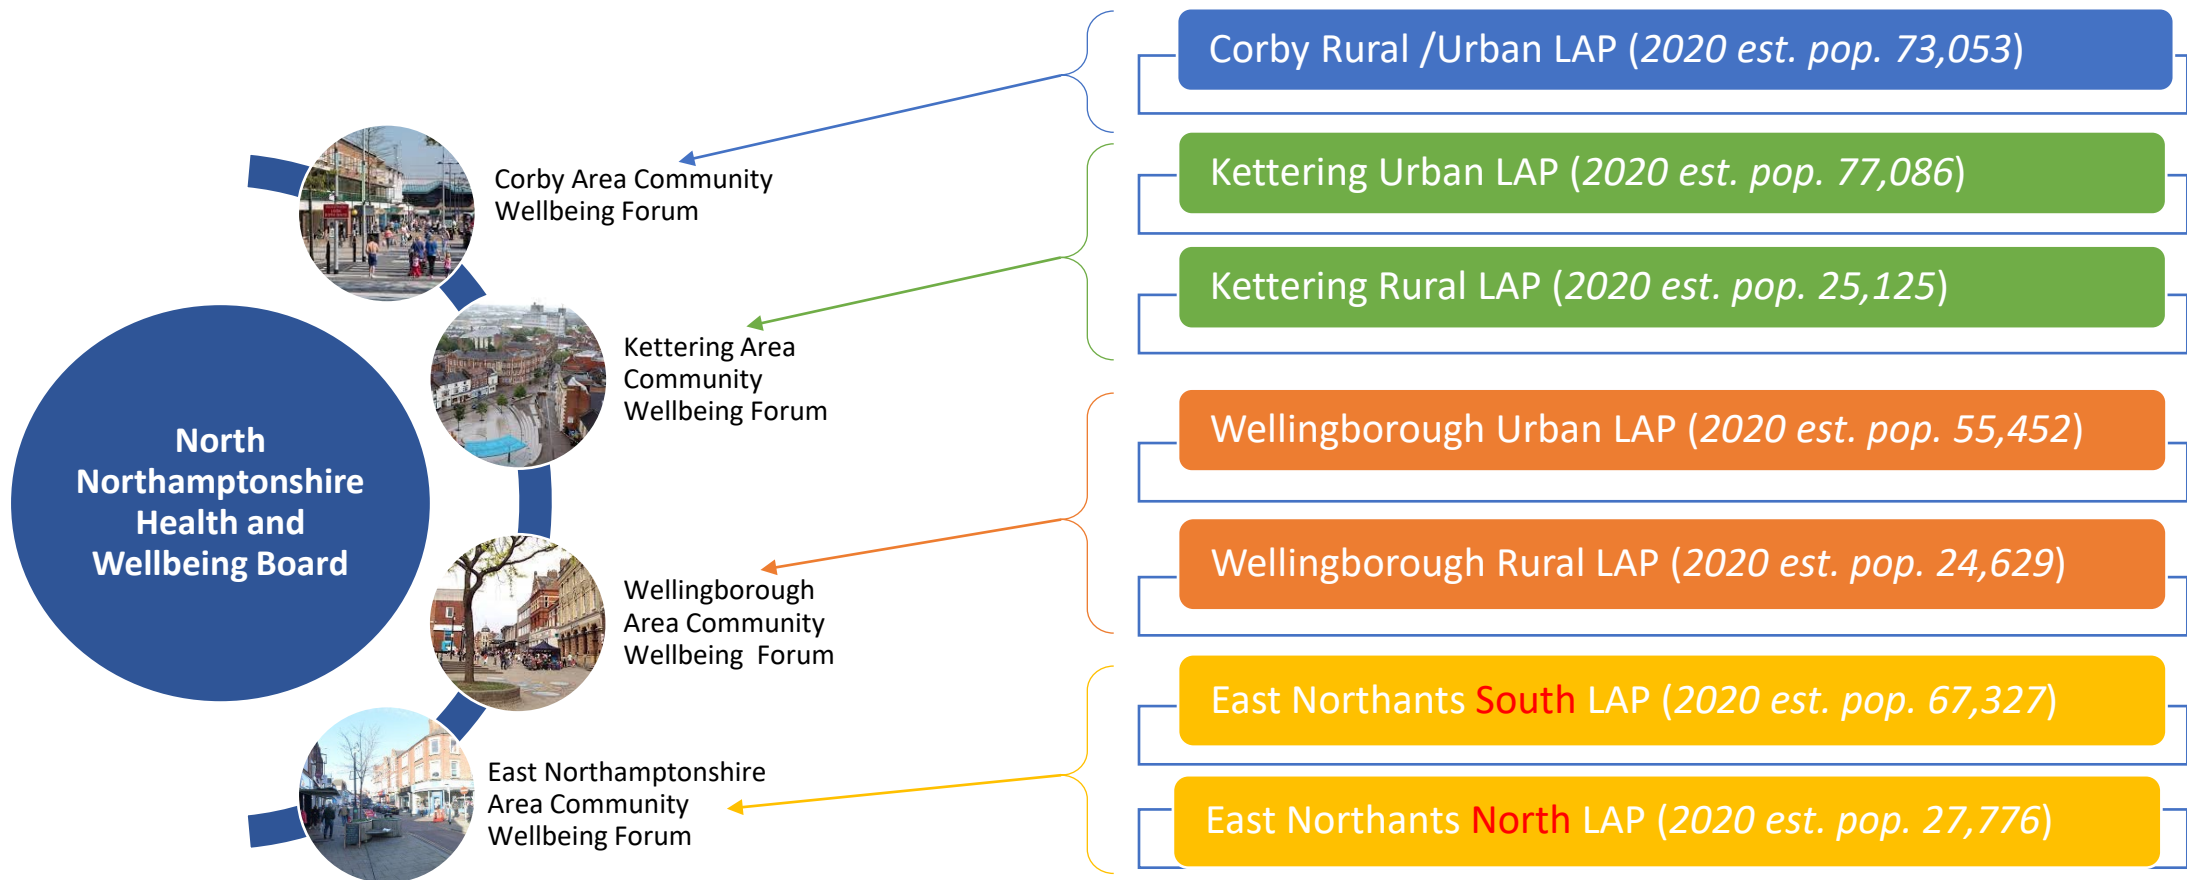 North
Northamptonshire
Health and
Wellbeing Board
Corby Area Community
Wellbeing Forum
Kettering Area
Community
Wellbeing Forum
Wellingborough
Area Community
Wellbeing Forum
East Northamptonshire
Area Community
Wellbeing Forum
Corby Rural /Urban LAP (2020 est. pop. 73,053)
Kettering Urban LAP (2020 est. pop. 77,086)
Kettering Rural LAP (2020 est. pop. 25,125)
Wellingborough Urban LAP (2020 est. pop. 55,452)
Wellingborough Rural LAP (2020 est. pop. 24,629)
East Northants South LAP (2020 est. pop. 67,327)
East Northants North LAP (2020 est. pop. 27,776)